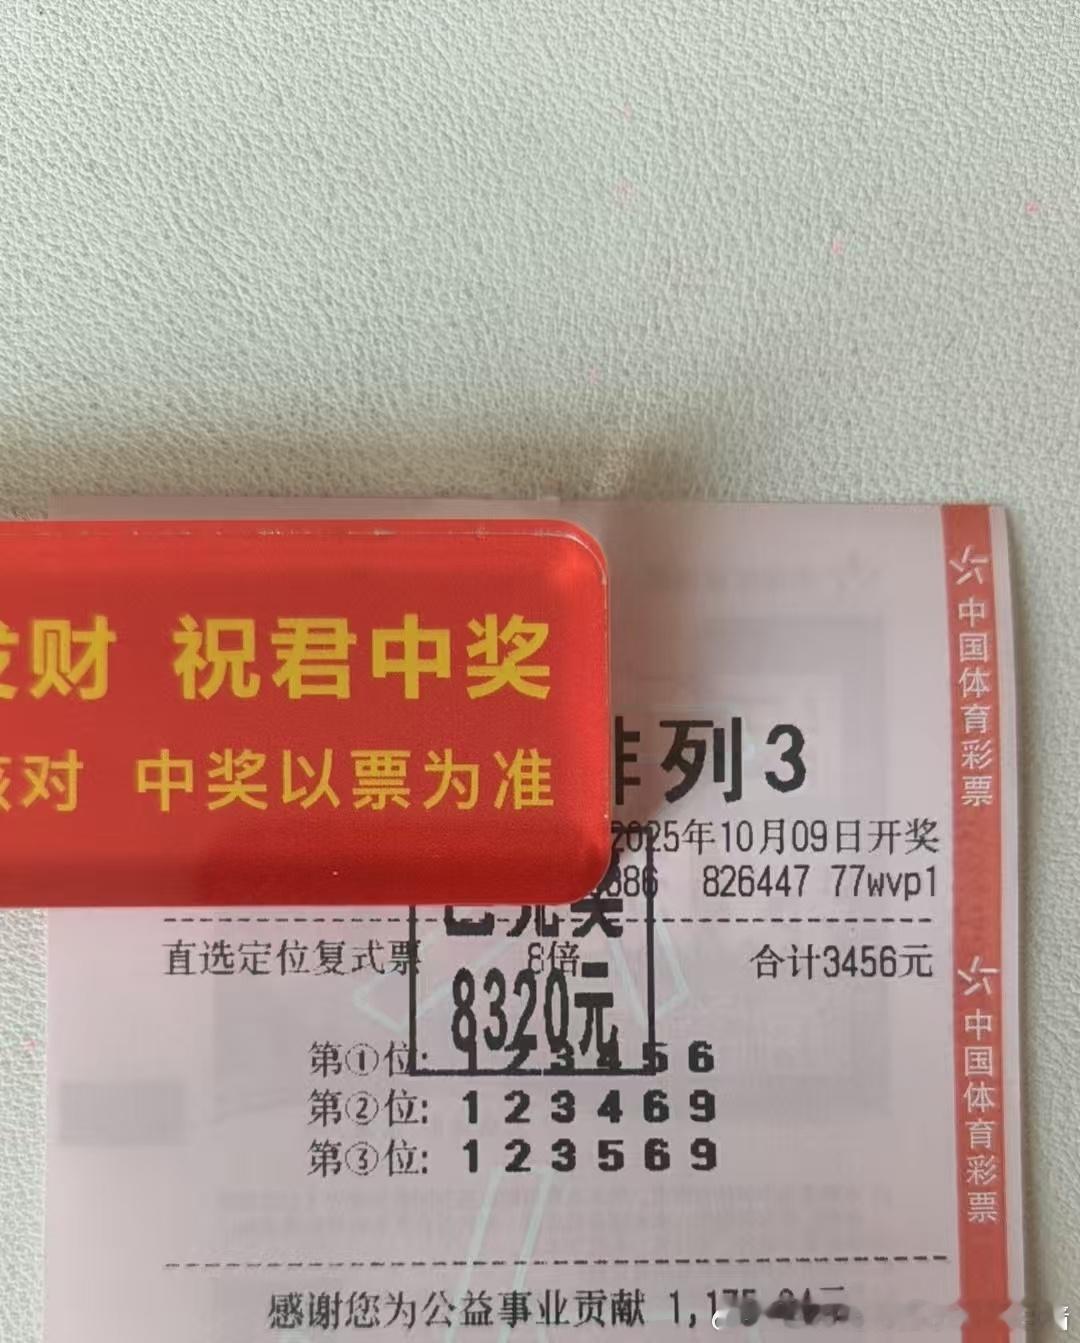 发财 祝君中奖
核对 中奖以票为准
排列3
2025年10月09日开奖
826447 77wvp1
已兑奖
8320元
直选定位复式票 8倍 合计3456元
第①位: 1 2 3 4 5 6
第②位: 1 2 3 4 6 9
第③位: 1 2 3 5 6 9
感谢您为公益事业贡献
中国体育彩票
中国体育彩票